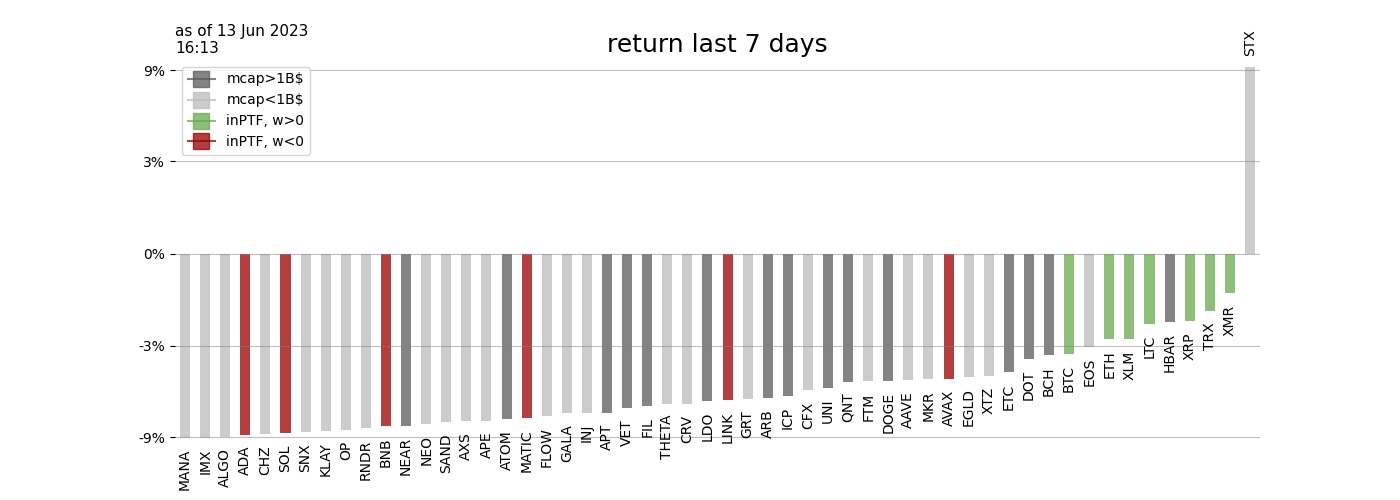 as of 13 Jun 2023
16:13
return last 7 days
STX
9%
3%
0%
-3%
-9%
mcap>1B$
mcap<1B$
inPTF, w>0
inPTF, w<0
MANA
IMX
ALGO
ADA
CHZ
SOL
SNX
KLAY
OP
RNDR
BNB
NEAR
NEO
SAND
AXS
APE
ATOM
MATIC
FLOW
GALA
INJ
APT
VET
FIL
THETA
CRV
LDO
LINK
GRT
ARB
ICP
CFX
UNI
QNT
FTM
DOGE
AAVE
MKR
AVAX
EGLD
XTZ
ETC
DOT
BCH
BTC
EOS
ETH
XLM
LTC
HBAR
XRP
TRX
XMR